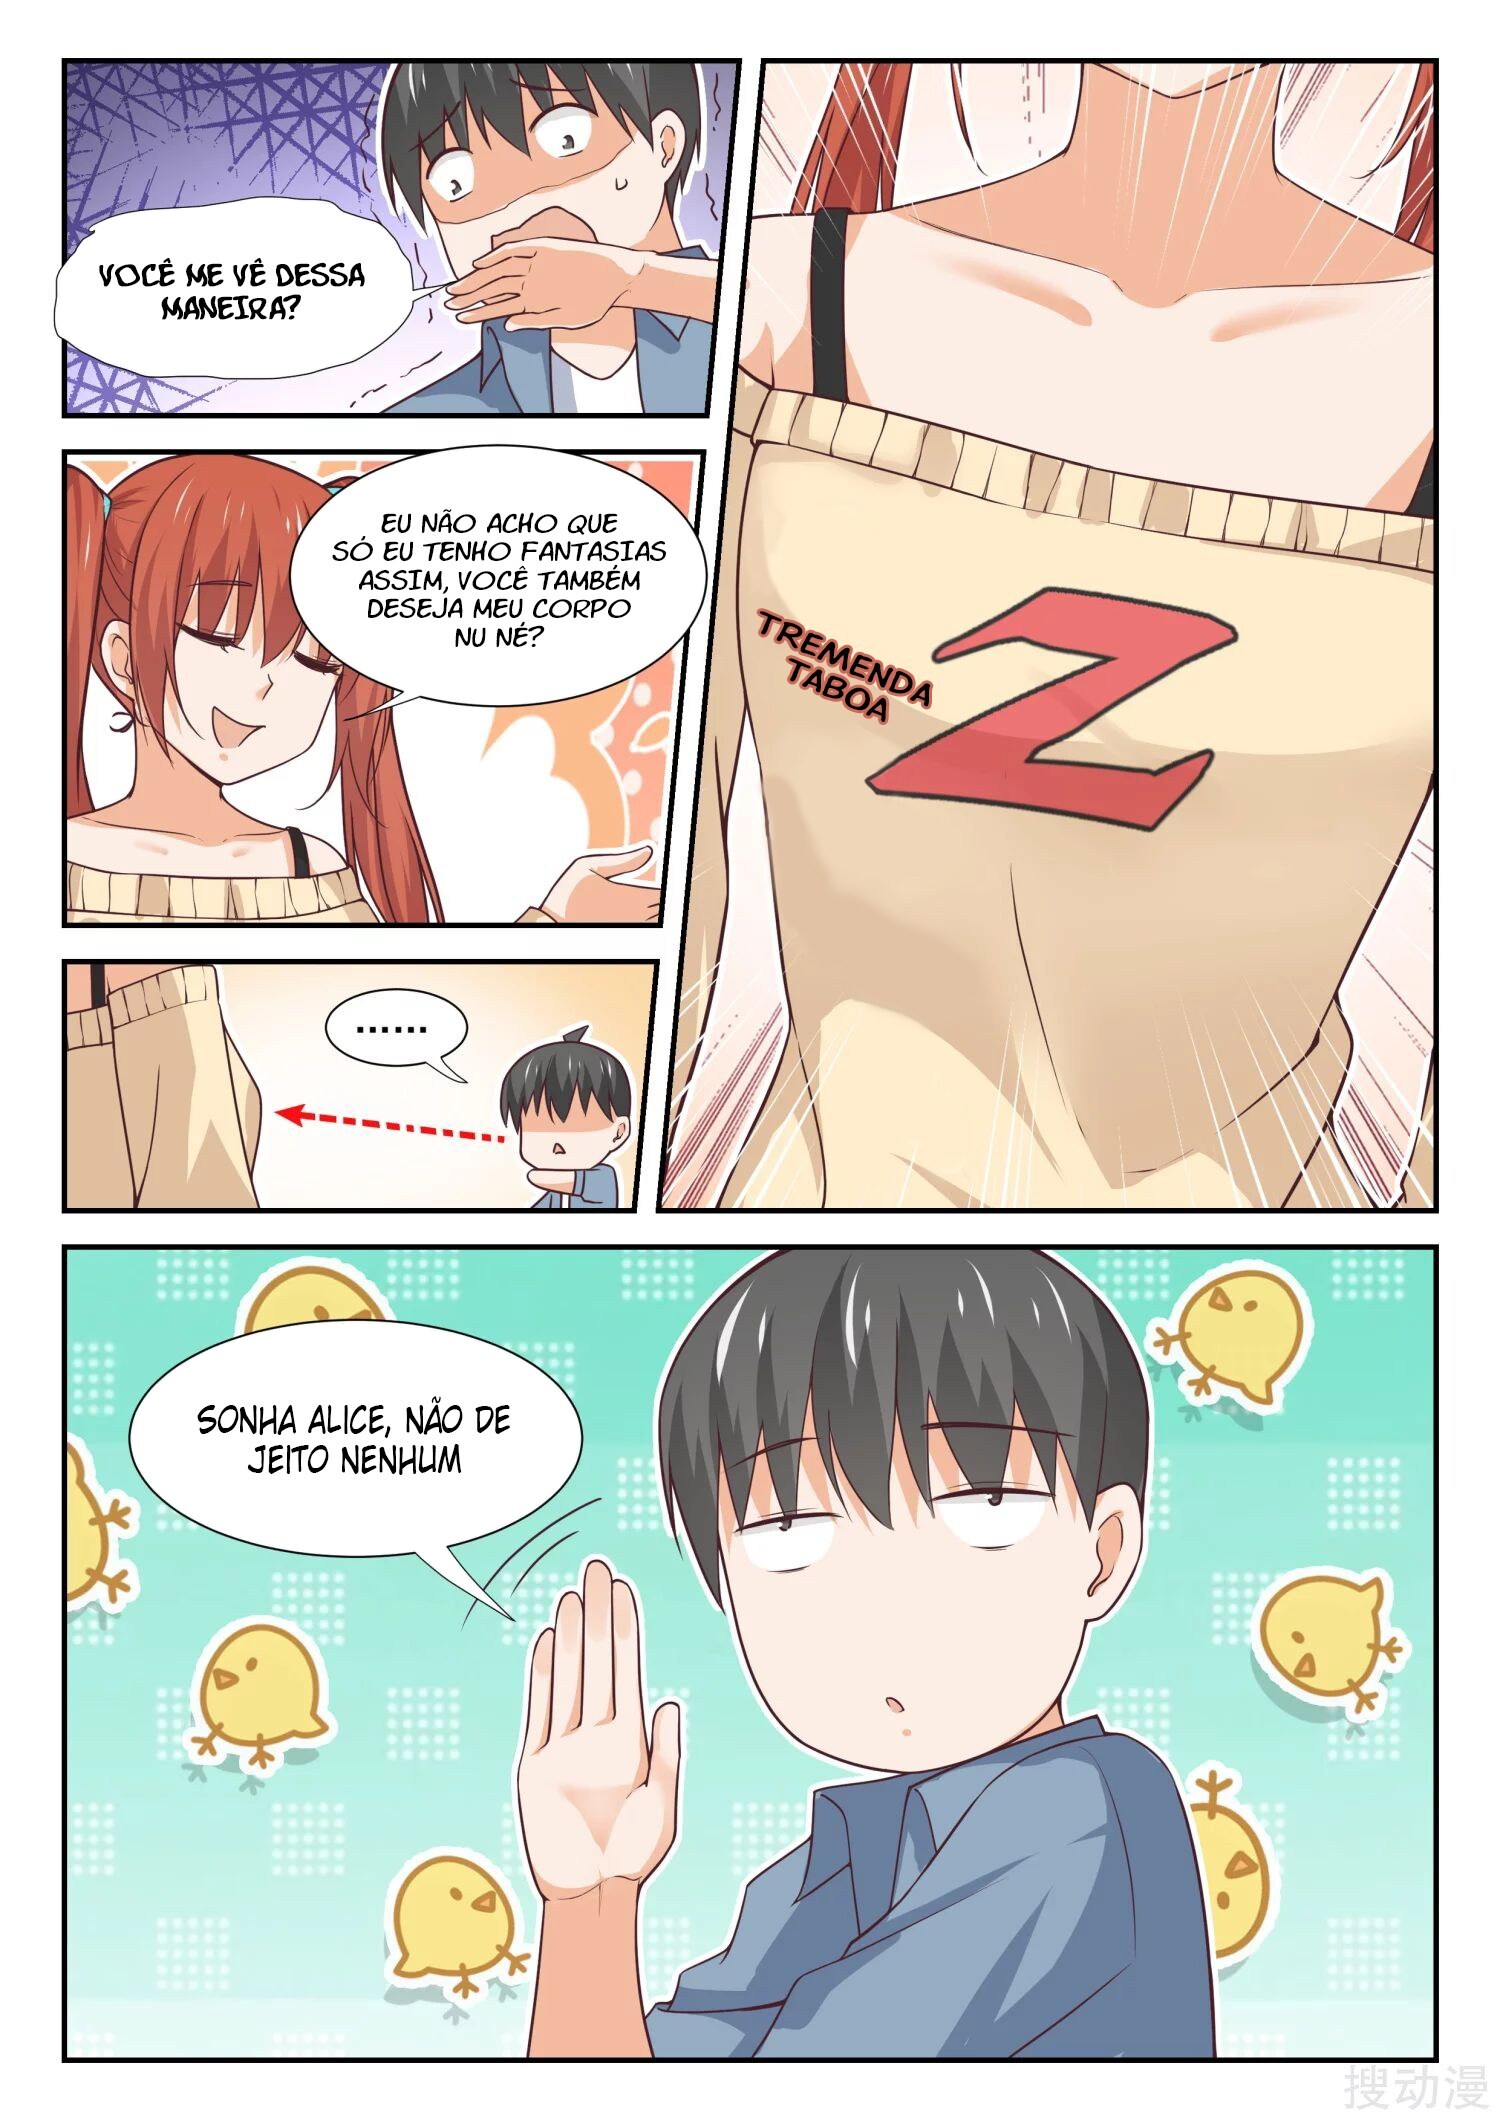 VOCÊ ME VÊ DESSA
MANEIRA?
EU NÃO ACHO QUE
SÓ EU TENHO FANTASIAS
ASSIM, VOCÊ TAMBÉM
DESEJA MEU CORPO
NU NÉ?
......
TREMENDA
TABOA
Z
SONHA ALICE, NÃO DE
JEITO NENHUM
搜动漫